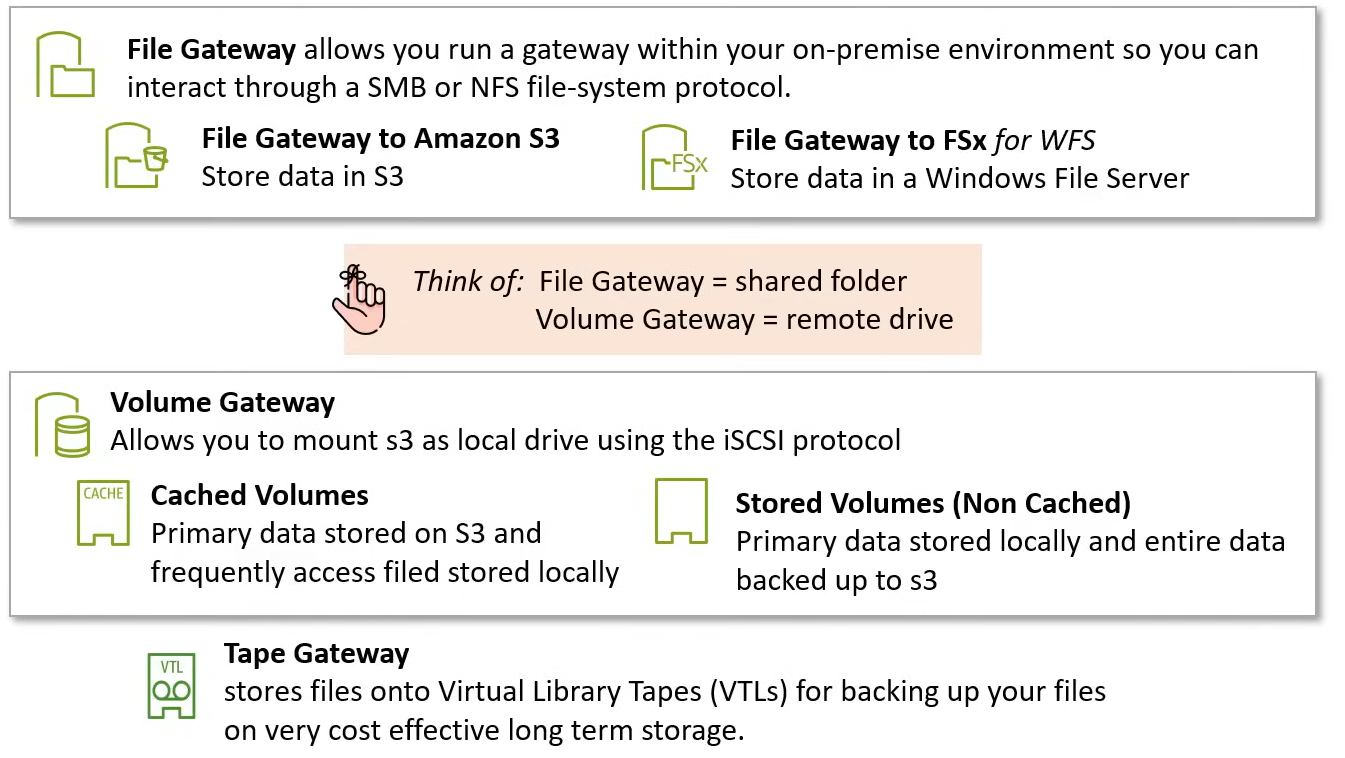 File Gateway allows you run a gateway within your on-premise environment so you can
interact through a SMB or NFS file-system protocol.
File Gateway to Amazon S3
Store data in S3
FSx
File Gateway to FSx for WFS
Store data in a Windows File Server
Think of: File Gateway = shared folder
Volume Gateway = remote drive
Volume Gateway
Allows you to mount s3 as local drive using the iSCSI protocol
CACHE
Cached Volumes
Primary data stored on S3 and
frequently access filed stored locally
Stored Volumes (Non Cached)
Primary data stored locally and entire data
backed up to s3
VTL
Tape Gateway
stores files onto Virtual Library Tapes (VTLs) for backing up your files
on very cost effective long term storage.